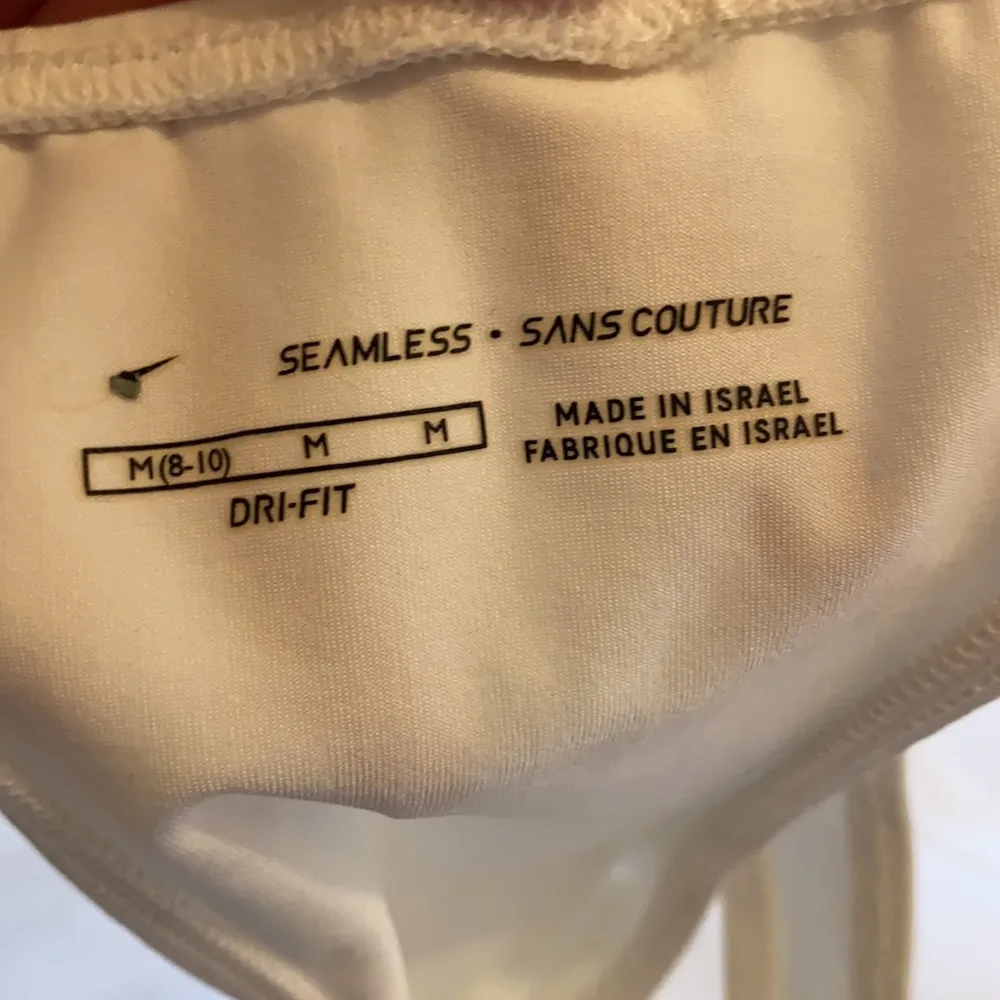 SEAMLESS • SANS COUTURE
M(8-10) M M
DRI-FIT
MADE IN ISRAEL
FABRIQUE EN ISRAEL